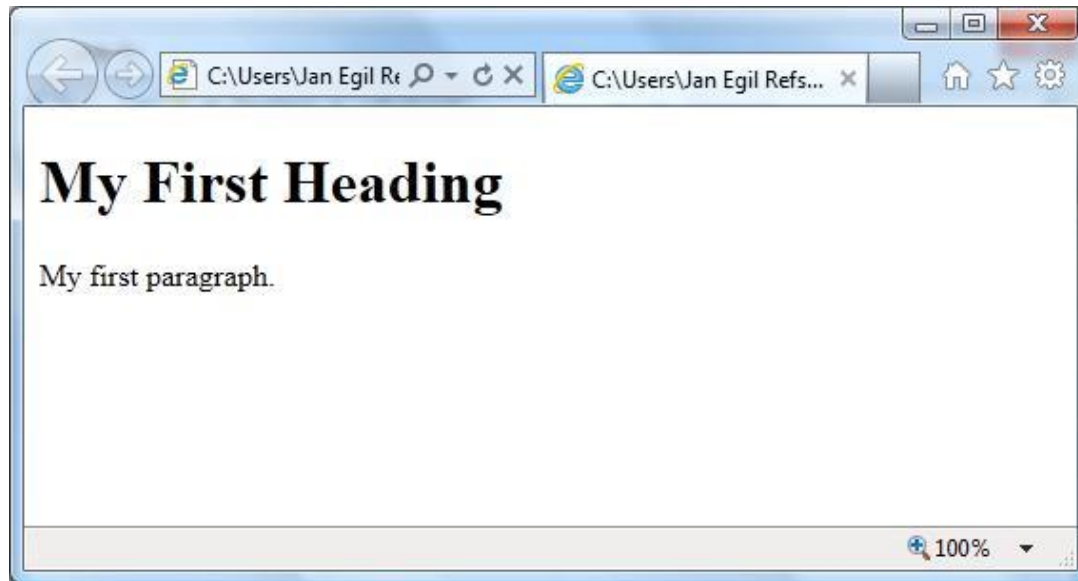 C:\Users\Jan Egil Re
C:\Users\Jan Egil Refs...
My First Heading
My first paragraph.
100%